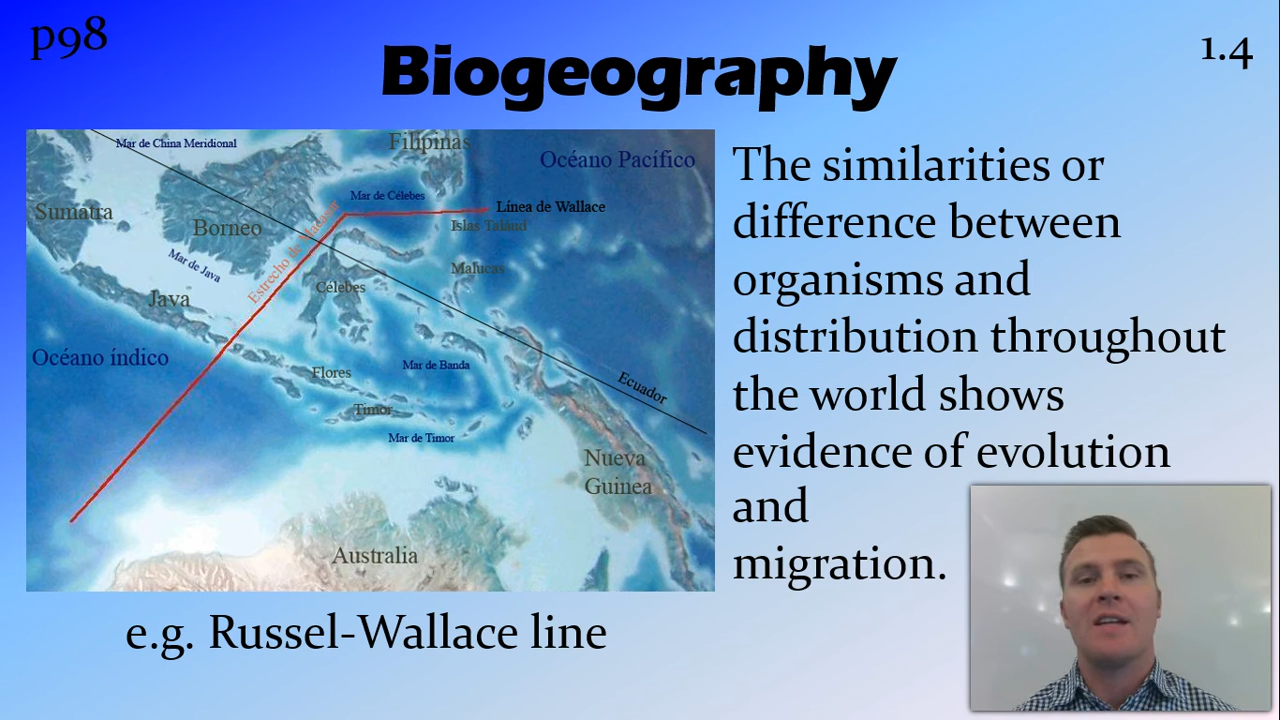 p98
1.4
Biogeography
Mar de China Meridional
Filipinas
Océano Pacífico
Mar de Célebes
Línea de Wallace
Sumatra
Borneo
Islas Talaud
Estrecho de Macasar
Mar de Java
Malucas
Célebes
Java
Océano índico
Flores
Mar de Banda
Ecuador
Timor
Mar de Timor
Nueva
Guinea
Australia
The similarities or
difference between
organisms and
distribution throughout
the world shows
evidence of evolution
and
migration.
e.g. Russel-Wallace line